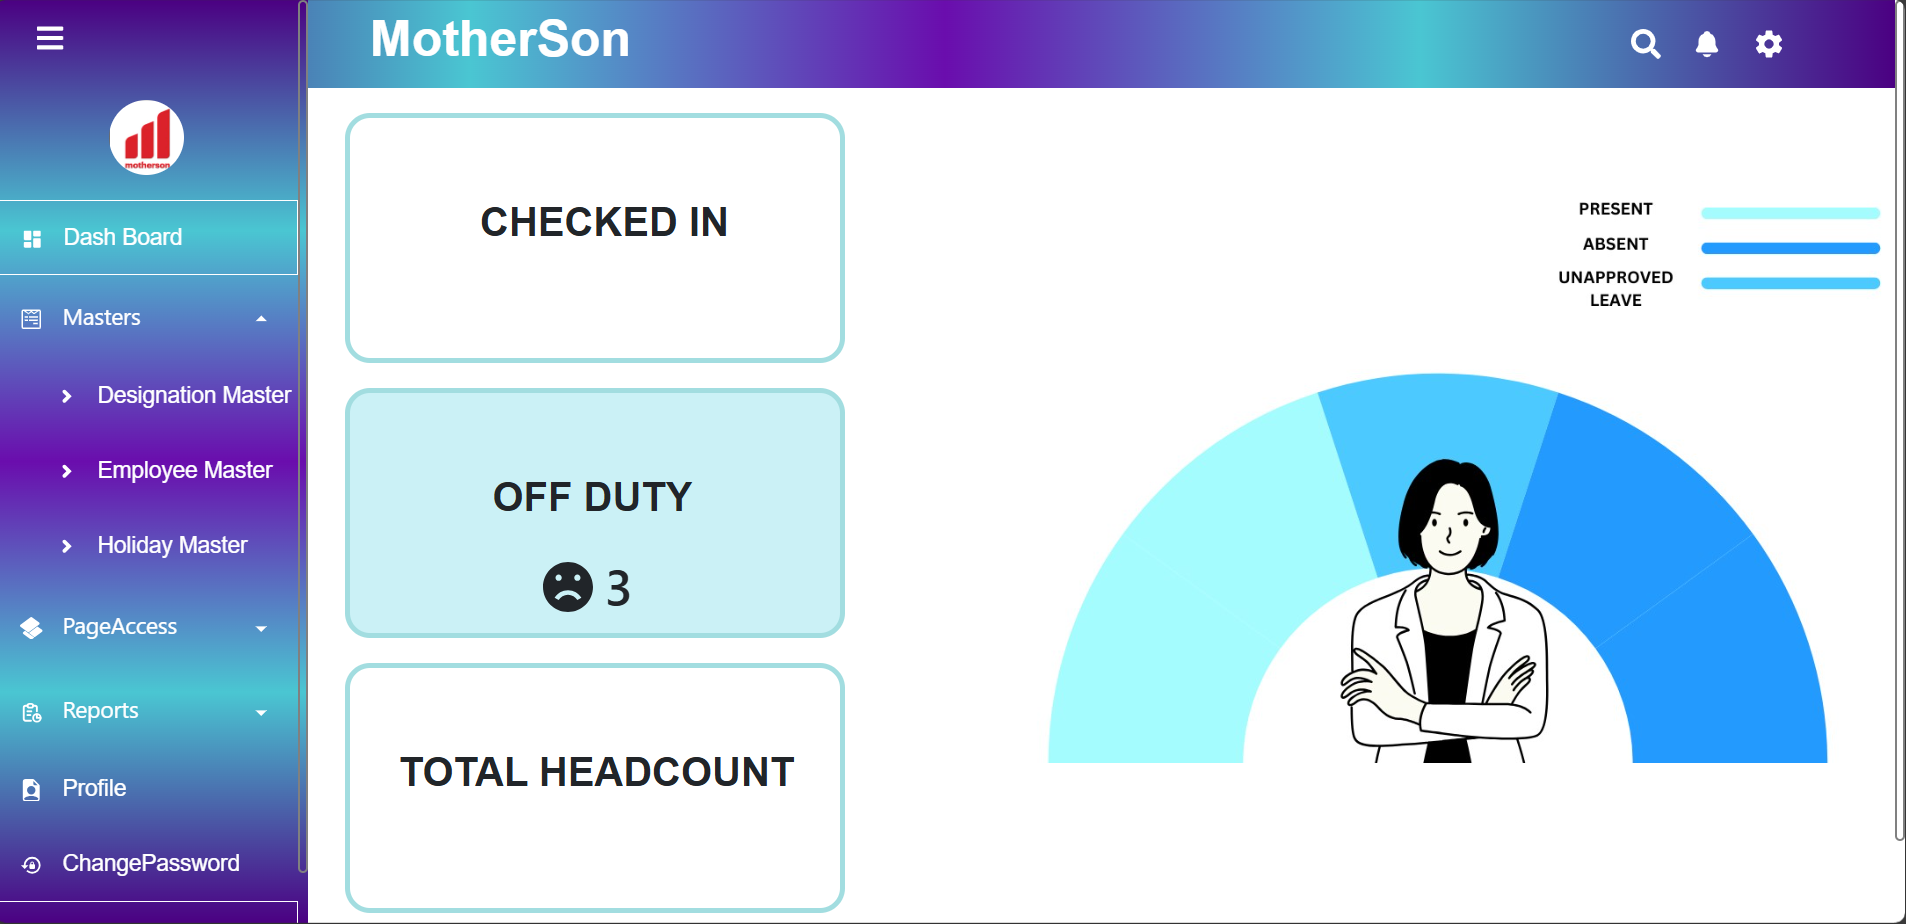 MotherSon
motherson
Dash Board
Masters
Designation Master
Employee Master
Holiday Master
PageAccess
Reports
Profile
ChangePassword
CHECKED IN
OFF DUTY
3
TOTAL HEADCOUNT
PRESENT
ABSENT
UNAPPROVED
LEAVE